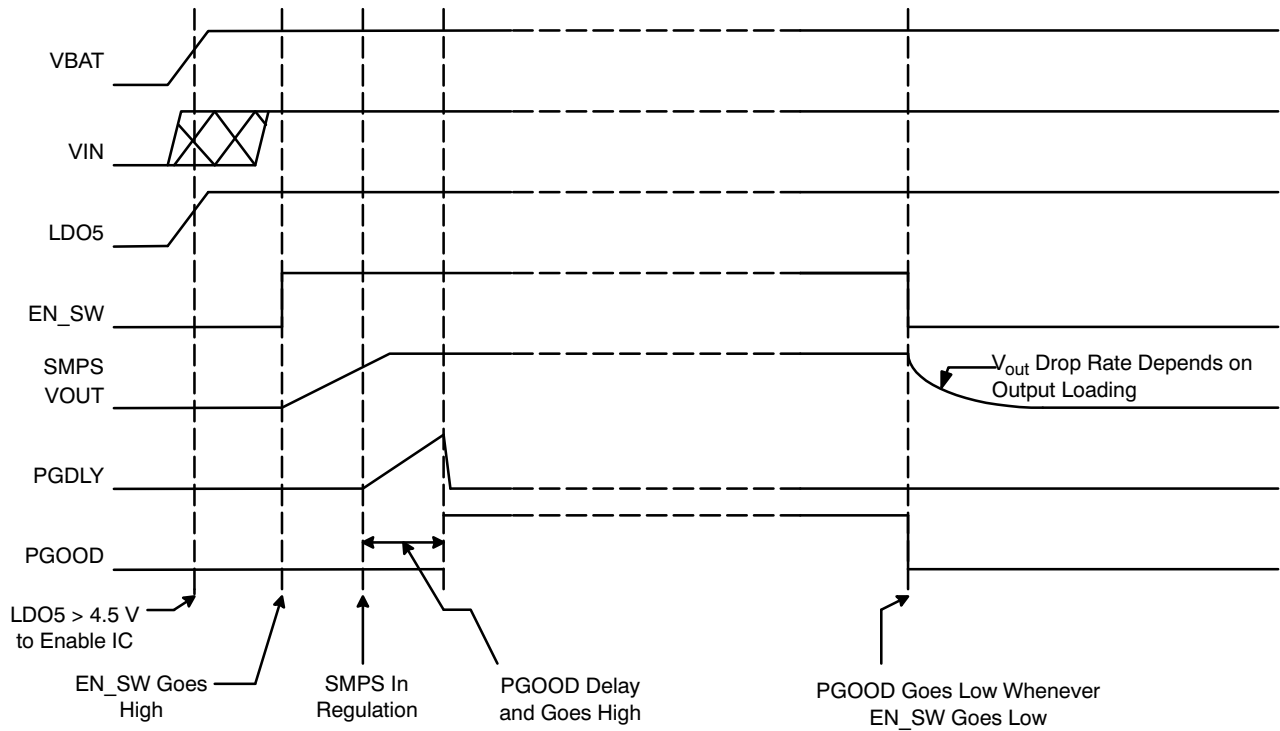 VBAT
VIN
LDO5
EN_SW
SMPS
VOUT
Vout Drop Rate Depends on
Output Loading
PGDLY
PGOOD
LDO5 > 4.5 V
to Enable IC
EN_SW Goes
High
SMPS In
Regulation
PGOOD Delay
and Goes High
PGOOD Goes Low Whenever
EN_SW Goes Low